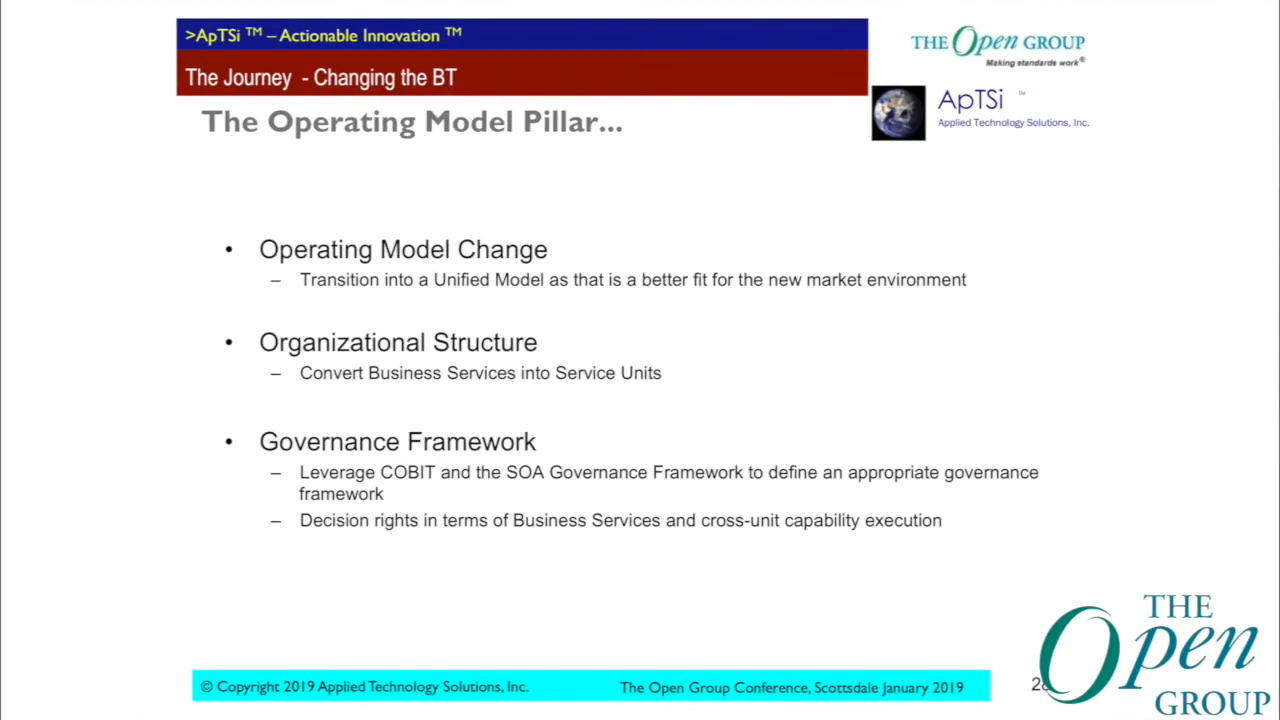 >ApTSi ™ – Actionable Innovation ™
The Journey - Changing the BT
THE Open GROUP
Making standards work®
ApTSi ™
Applied Technology Solutions, Inc.
The Operating Model Pillar...
• Operating Model Change
– Transition into a Unified Model as that is a better fit for the new market environment
• Organizational Structure
– Convert Business Services into Service Units
• Governance Framework
– Leverage COBIT and the SOA Governance Framework to define an appropriate governance
framework
– Decision rights in terms of Business Services and cross-unit capability execution
© Copyright 2019 Applied Technology Solutions, Inc.
The Open Group Conference, Scottsdale January 2019
THE
Open
GROUP